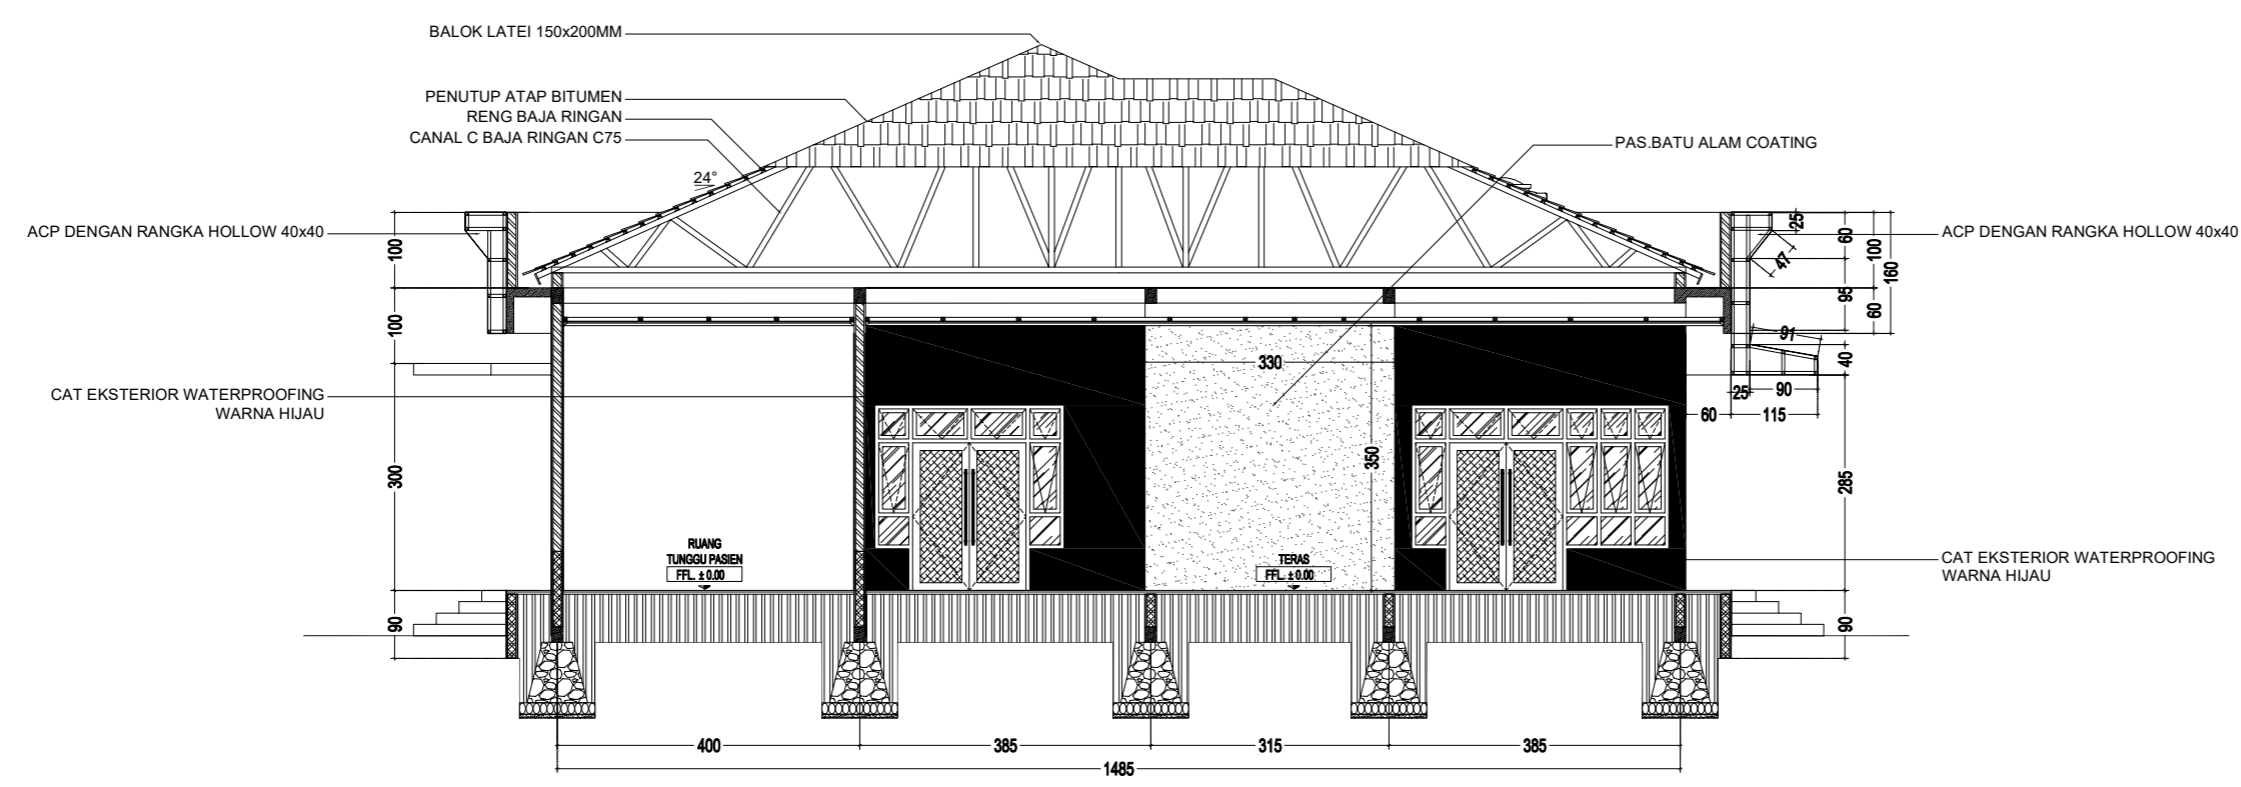 BALOK LATEI 150x200MM
PENUTUP ATAP BITUMEN
RENG BAJA RINGAN
CANAL C BAJA RINGAN C75
PAS.BATU ALAM COATING
24°
ACP DENGAN RANGKA HOLLOW 40x40
ACP DENGAN RANGKA HOLLOW 40x40
100
100
300
90
25
60
47
100
160
95
60
91
40
25
90
60
115
285
90
CAT EKSTERIOR WATERPROOFING
WARNA HIJAU
330
350
RUANG
TUNGGU PASIEN
FFL. ± 0.00
TERAS
FFL. ± 0.00
CAT EKSTERIOR WATERPROOFING
WARNA HIJAU
400
385
315
385
1485